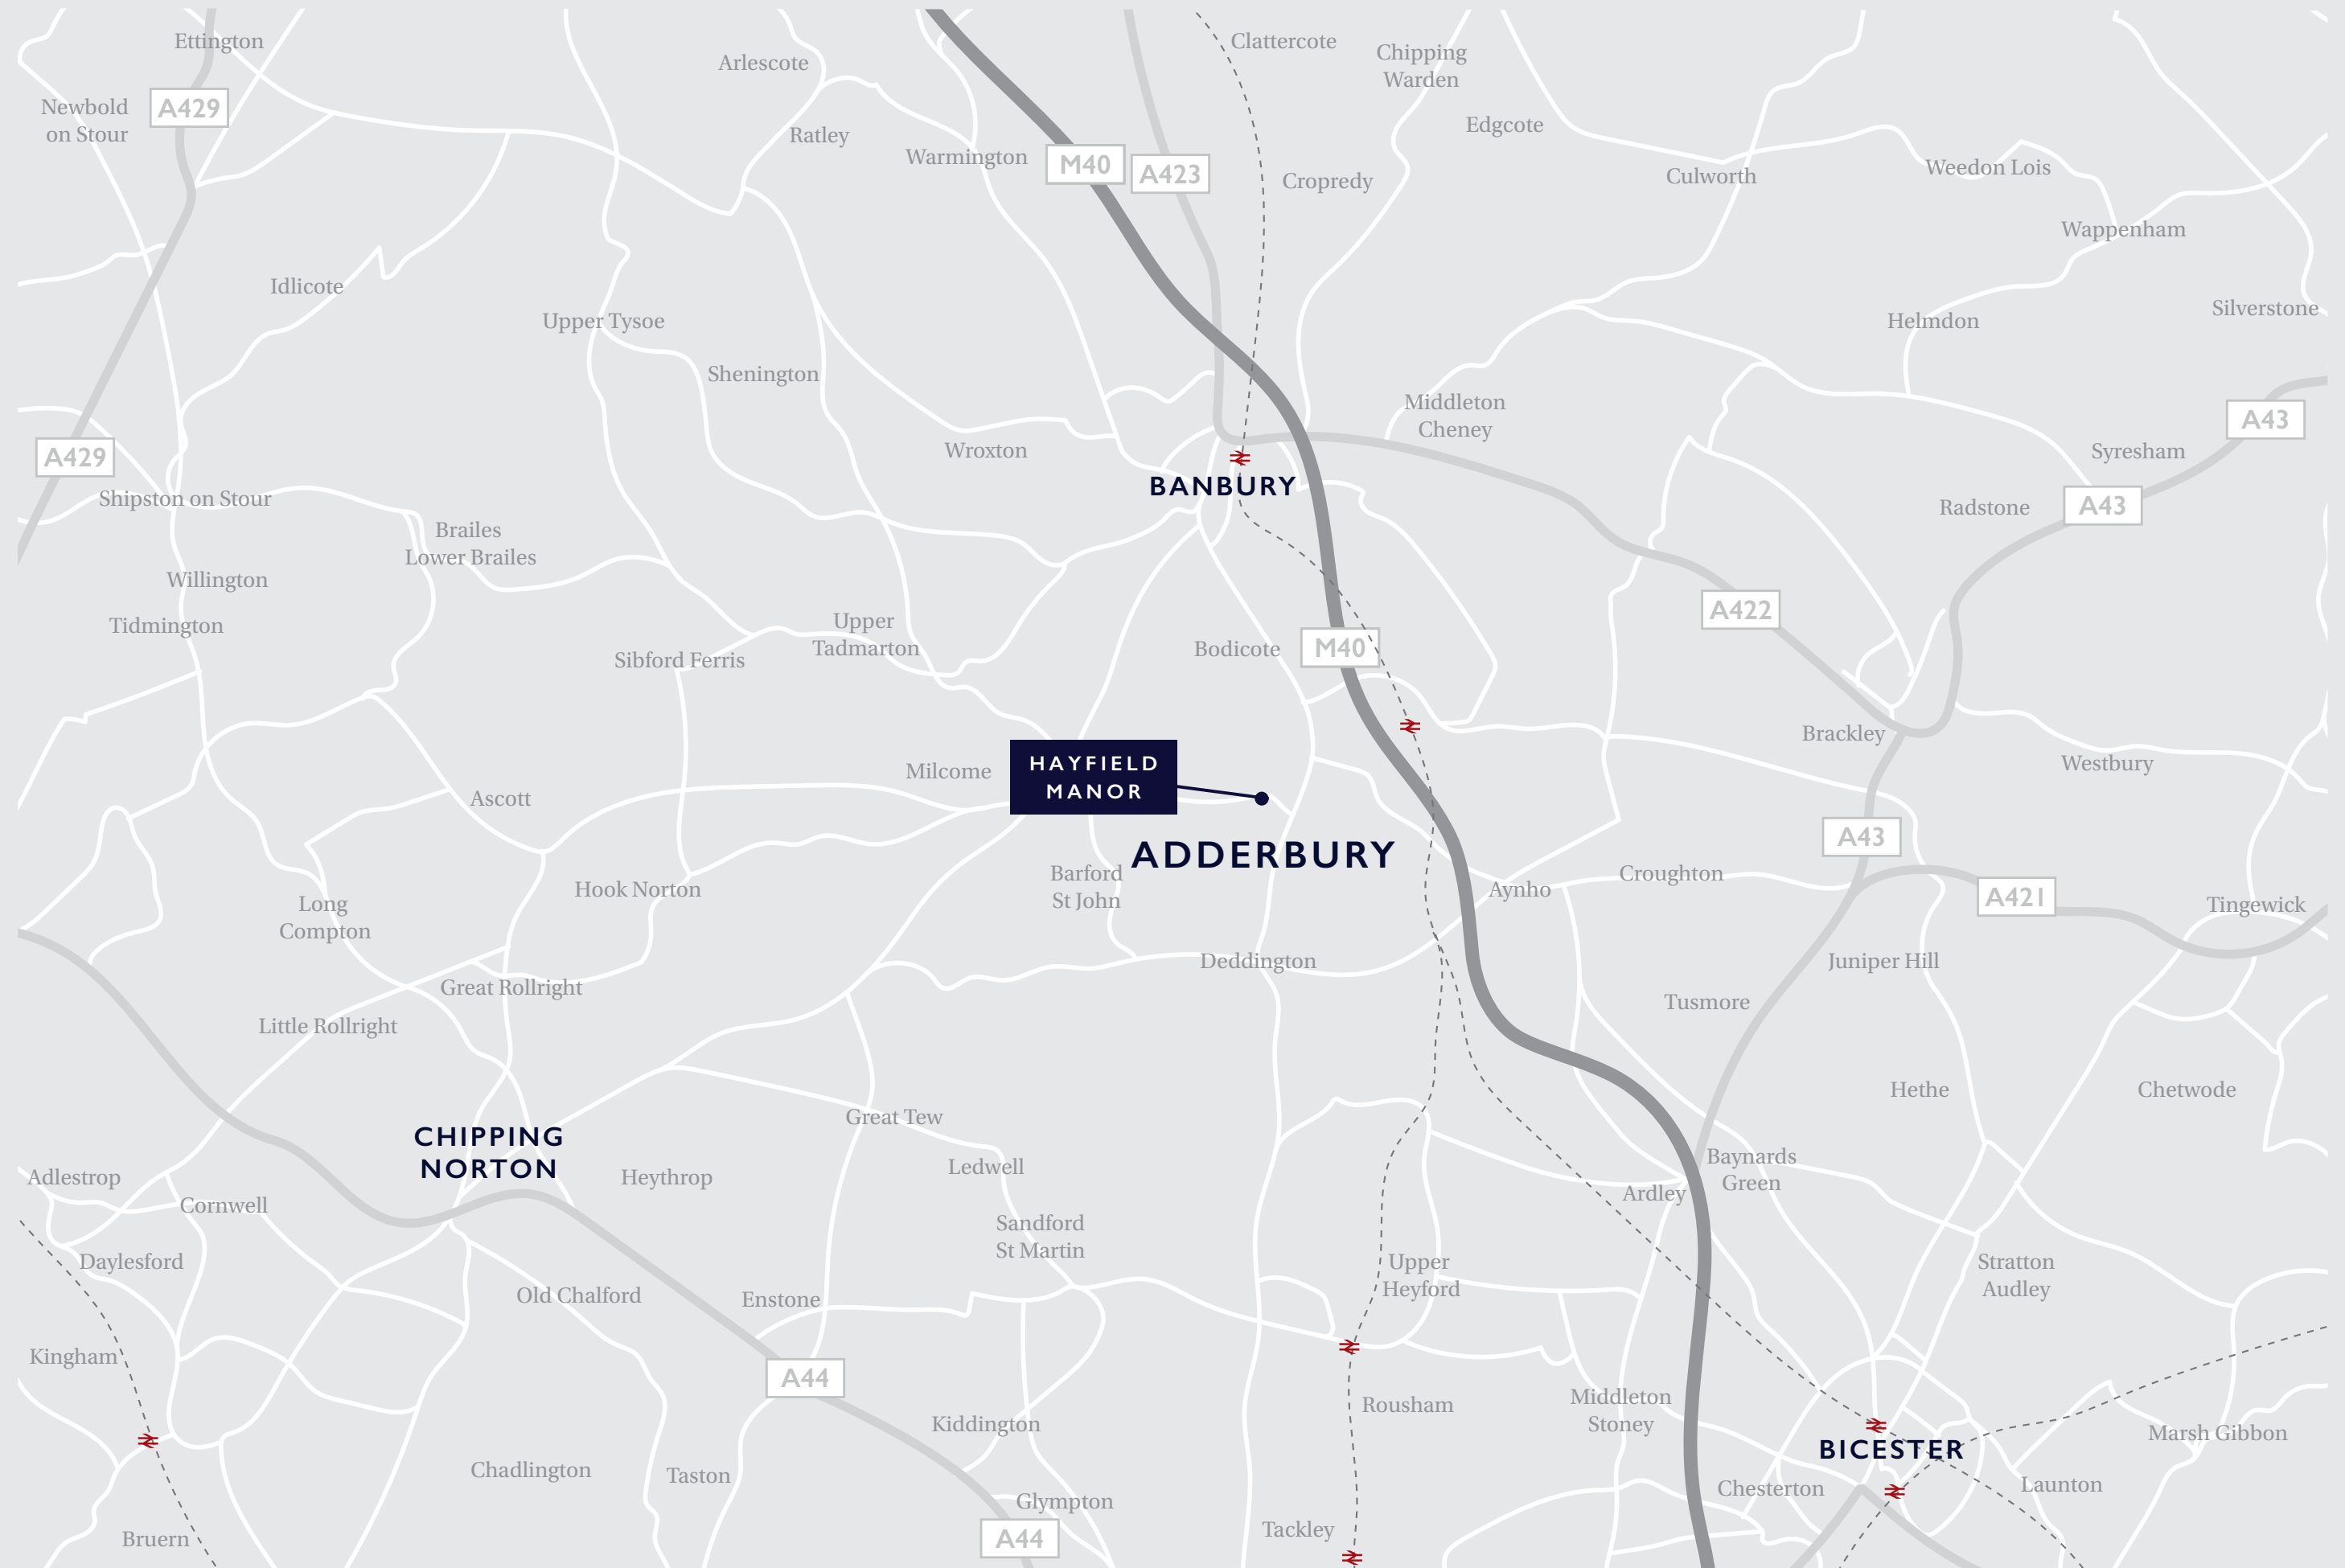 Ettington
Clattercote
Chipping
Warden
Arlescote
Newbold
on Stour
A429
Edgcote
Ratley
Warmington
M40
A423
Cropredy
Culworth
Weedon Lois
Wappenham
Idlicote
Upper Tysoe
Helmdon
Silverstone
Shenington
Middleton
Cheney
A43
Wroxton
Syresham
A429
BANBURY
Shipston on Stour
Radstone
A43
Brailes
Lower Brailes
Willington
A422
Tidmington
Upper
Tadmarton
Sibford Ferris
Bodicote
M40
Brackley
Westbury
Milcome
HAYFIELD
MANOR
Ascott
A43
ADDERBURY
Barford
St John
Croughton
Aynho
A421
Hook Norton
Long
Compton
Tingewick
Deddington
Juniper Hill
Great Rollright
Tusmore
Little Rollright
Hethe
Chetwode
Great Tew
CHIPPING
NORTON
Ledwell
Baynards
Green
Adlestrop
Heythrop
Ardley
Cornwell
Sandford
St Martin
Daylesford
Upper
Heyford
Stratton
Audley
Old Chalford
Enstone
Kingham
A44
Rousham
Middleton
Stoney
Kiddington
Marsh Gibbon
BICESTER
Chadlington
Taston
Chesterton
Launton
Glympton
Tackley
A44
Bruern